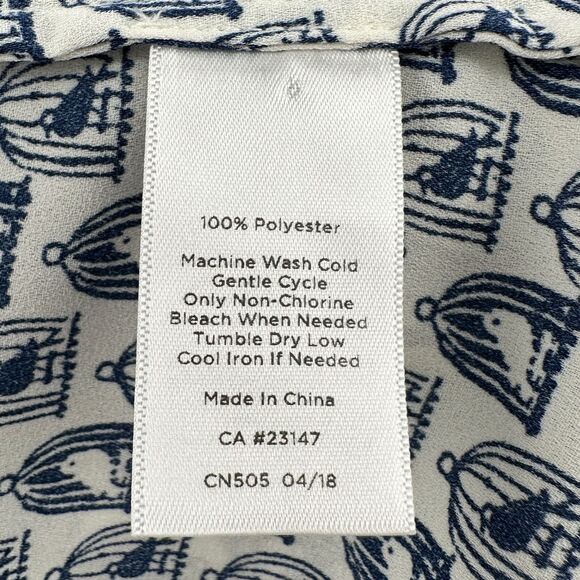 100% Polyester
Machine Wash Cold
Gentle Cycle
Only Non-Chlorine
Bleach When Needed
Tumble Dry Low
Cool Iron If Needed
Made In China
CA #23147
CN505 04/18